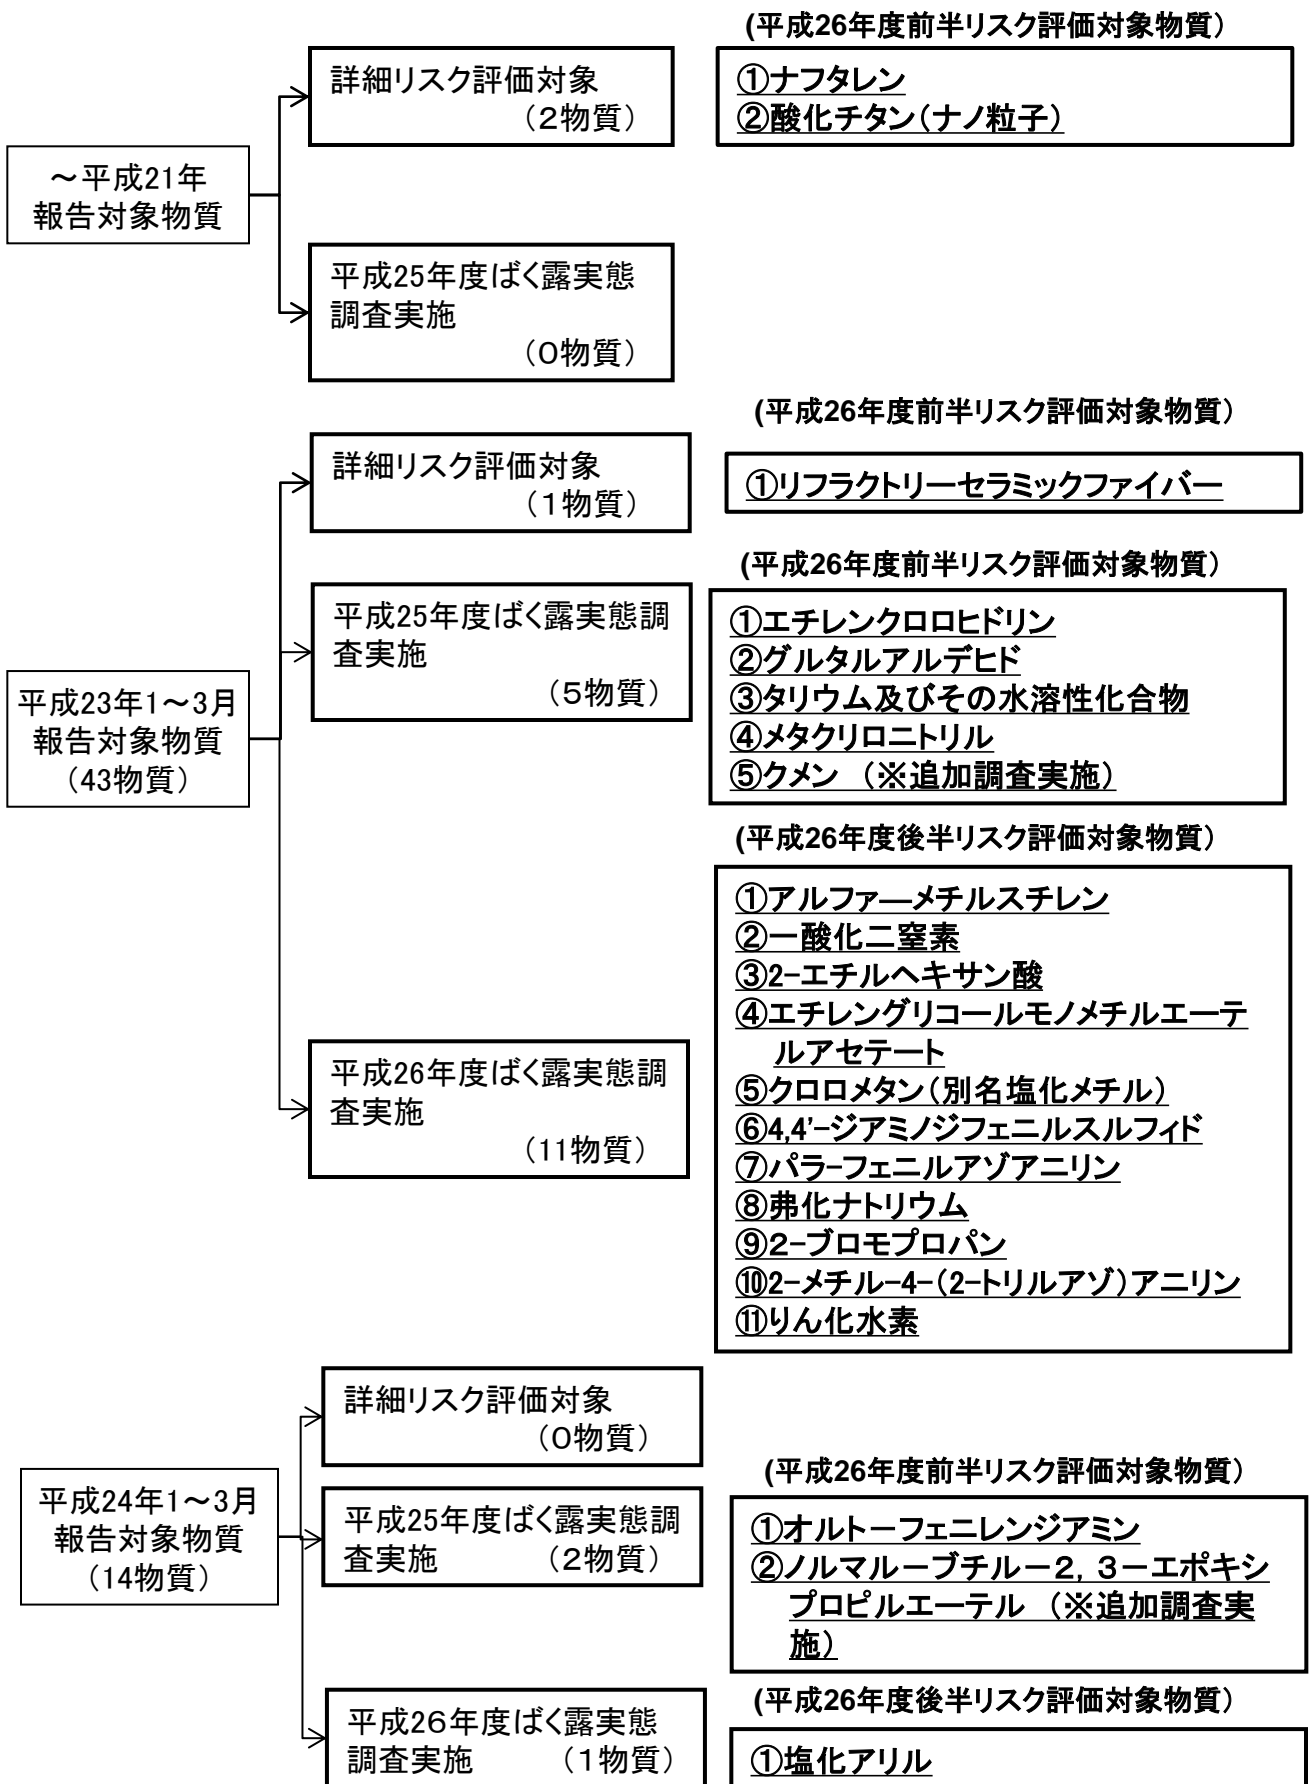 (平成26年度前半リスク評価対象物質)
詳細リスク評価対象
(2物質)
①ナフタレン
②酸化チタン(ナノ粒子)
~平成21年
報告対象物質
平成25年度ばく露実態
調査実施
(0物質)
(平成26年度前半リスク評価対象物質)
詳細リスク評価対象
(1物質)
①リフラクトリーセラミックファイバー
(平成26年度前半リスク評価対象物質)
平成25年度ばく露実態調
査実施
(5物質)
①エチレンクロロヒドリン
②グルタルアルデヒド
③タリウム及びその水溶性化合物
④メタクリロニトリル
⑤クメン (※追加調査実施)
平成23年1~3月
報告対象物質
(43物質)
(平成26年度後半リスク評価対象物質)
平成26年度ばく露実態調
査実施
(11物質)
①アルファ―メチルスチレン
②一酸化二窒素
③2-エチルヘキサン酸
④エチレングリコールモノメチルエーテ
ルアセテート
⑤クロロメタン(別名塩化メチル)
⑥4,4'-ジアミノジフェニルスルフィド
⑦パラ-フェニルアゾアニリン
⑧弗化ナトリウム
⑨2-ブロモプロパン
⑩2-メチル-4-(2-トリルアゾ)アニリン
⑪りん化水素
詳細リスク評価対象
(0物質)
平成24年1~3月
報告対象物質
(14物質)
(平成26年度前半リスク評価対象物質)
平成25年度ばく露実態調
査実施 (2物質)
①オルト-フェニレンジアミン
②ノルマル-ブチル-2,3-エポキシ
プロピルエーテル (※追加調査実
施)
(平成26年度後半リスク評価対象物質)
平成26年度ばく露実態
調査実施 (1物質)
①塩化アリル